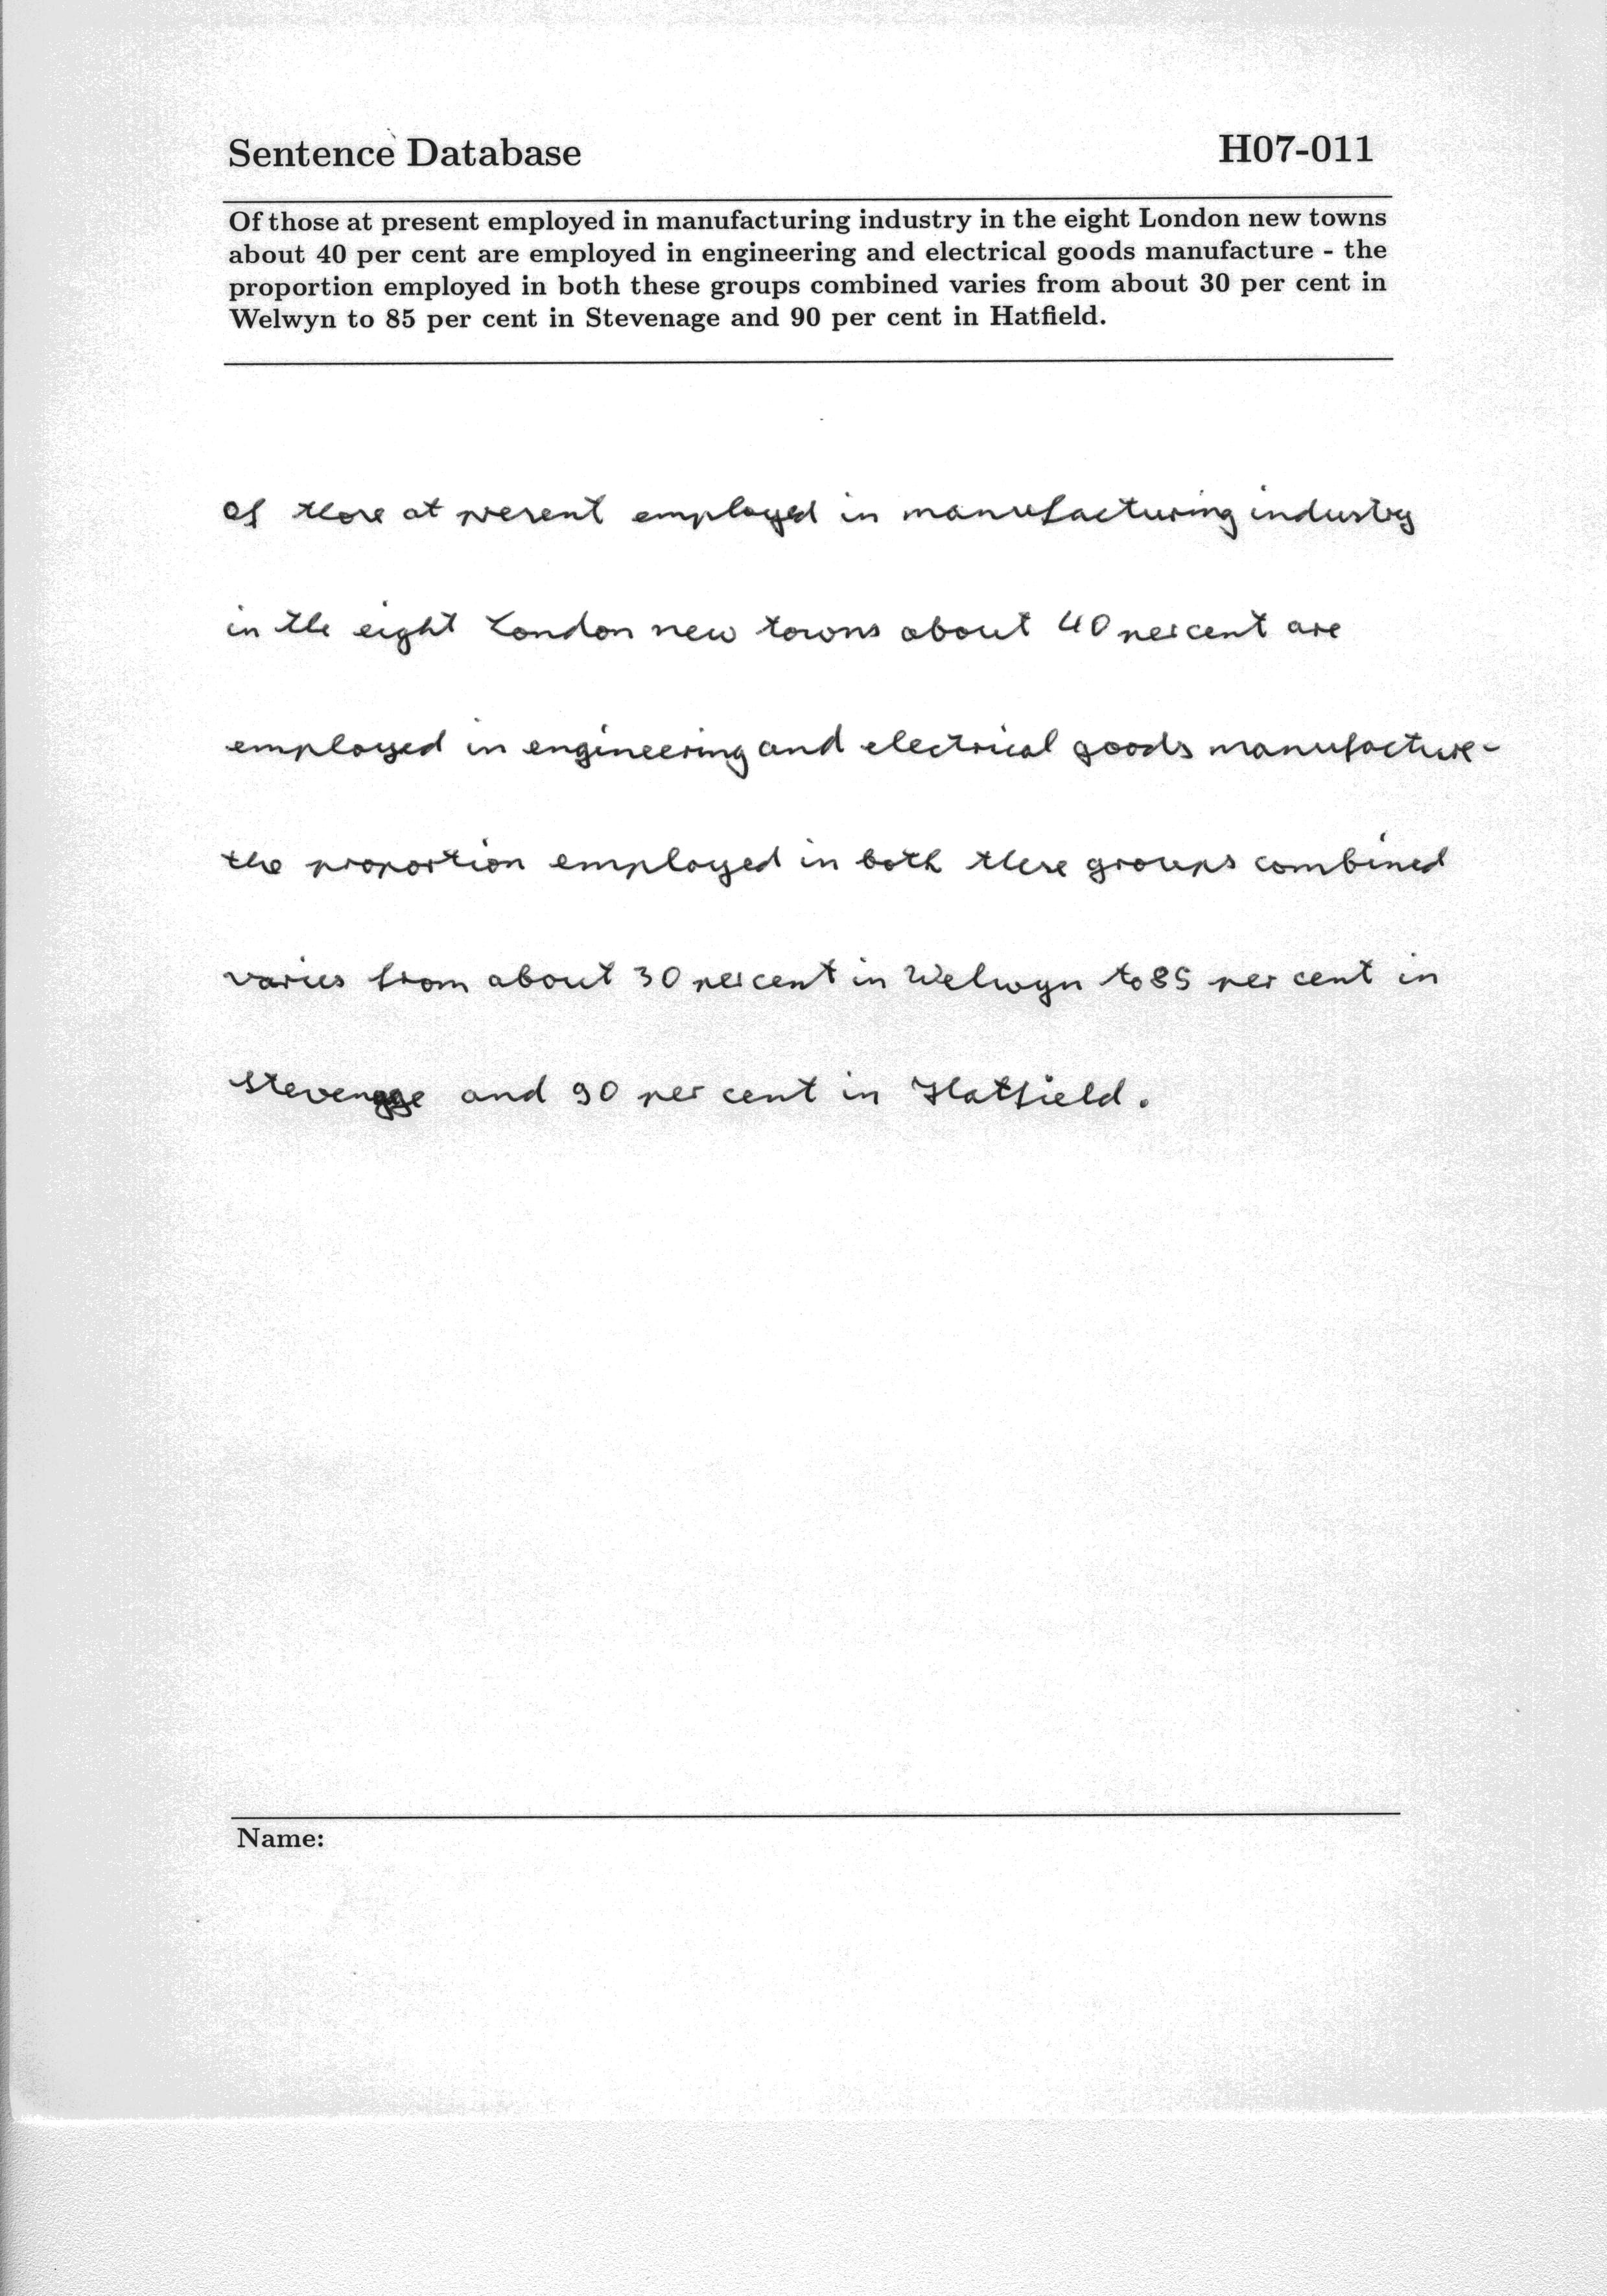 Sentence Database
H07-011
Of those at present employed in manufacturing industry in the eight London new towns
about 40 per cent are employed in engineering and electrical goods manufacture - the
proportion employed in both these groups combined varies from about 30 per cent in
Welwyn to 85 per cent in Stevenage and 90 per cent in Hatfield.
Of those at present employed in manufacturing industry
in the eight London new towns about 40 per cent are
employed in engineering and electrical goods manufacture -
the proportion employed in both these groups combined
varies from about 30 per cent in Welwyn to 85 per cent in
Stevenage and 90 per cent in Hatfield.
Name: